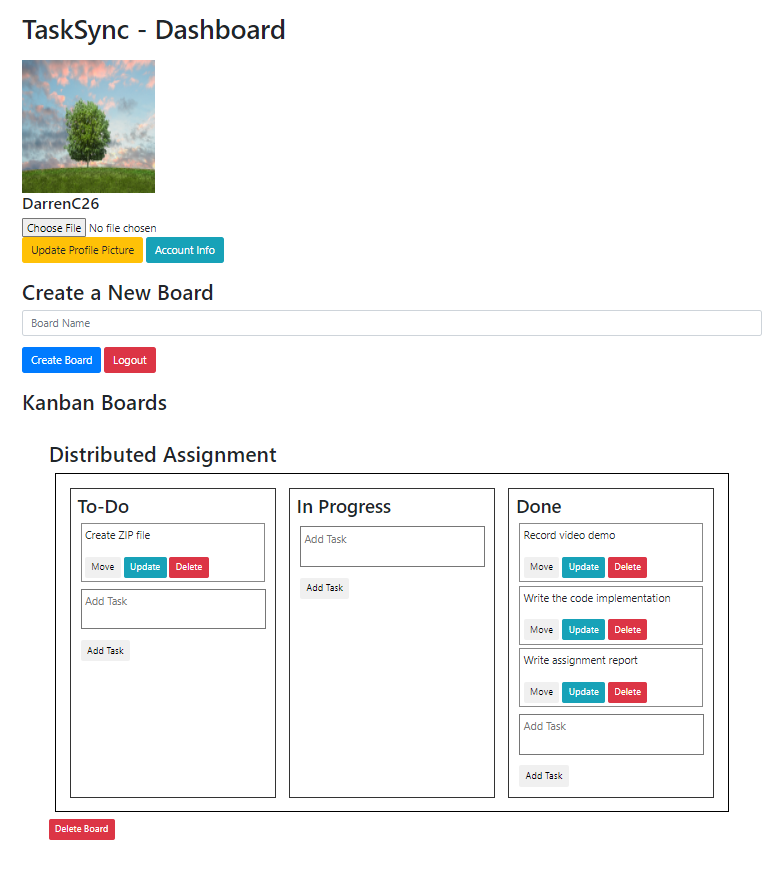 TaskSync - Dashboard
DarrenC26
Choose File No file chosen
Update Profile Picture Account Info
Create a New Board
Board Name
Create Board Logout
Kanban Boards
Distributed Assignment
To-Do
Create ZIP file
Move Update Delete
Add Task
Add Task
In Progress
Add Task
Add Task
Done
Record video demo
Move Update Delete
Write the code implementation
Move Update Delete
Write assignment report
Move Update Delete
Add Task
Add Task
Delete Board